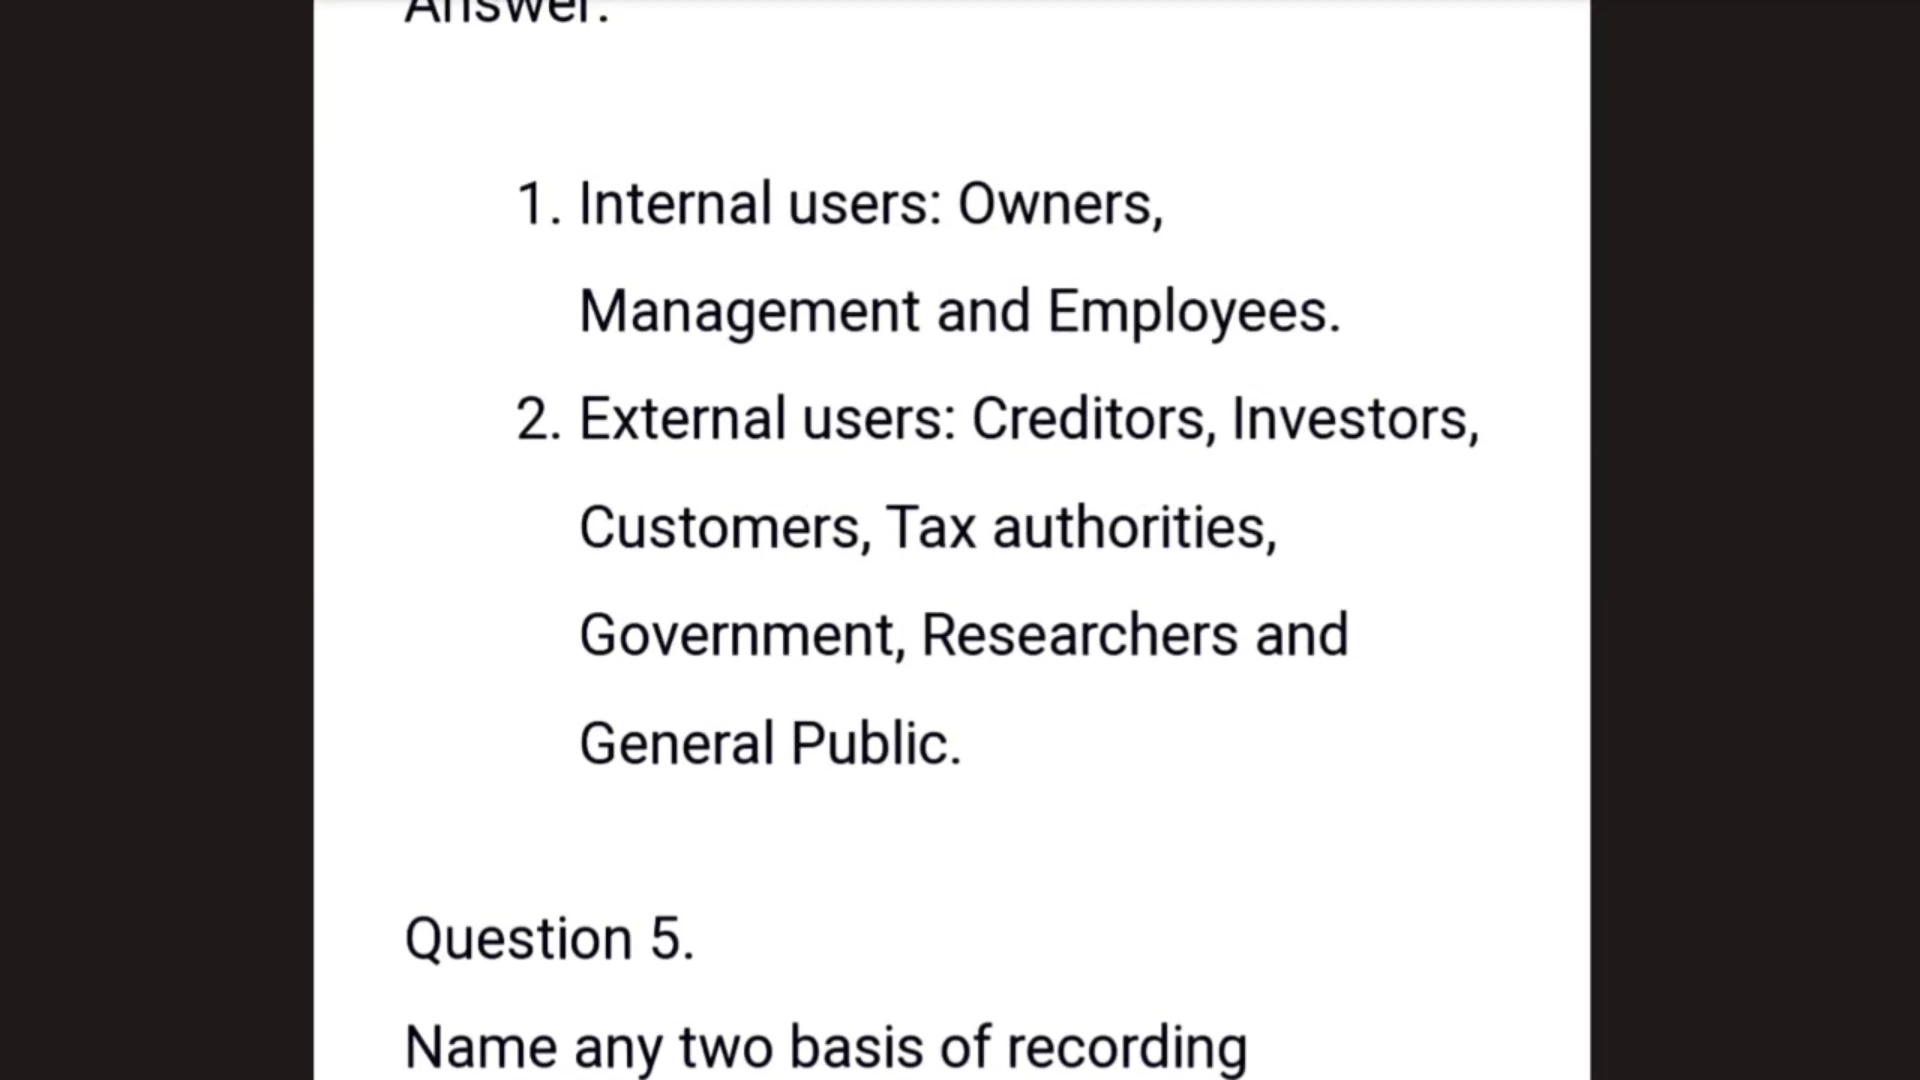 Answer:
1. Internal users: Owners,
Management and Employees.
2. External users: Creditors, Investors,
Customers, Tax authorities,
Government, Researchers and
General Public.
Question 5.
Name any two basis of recording